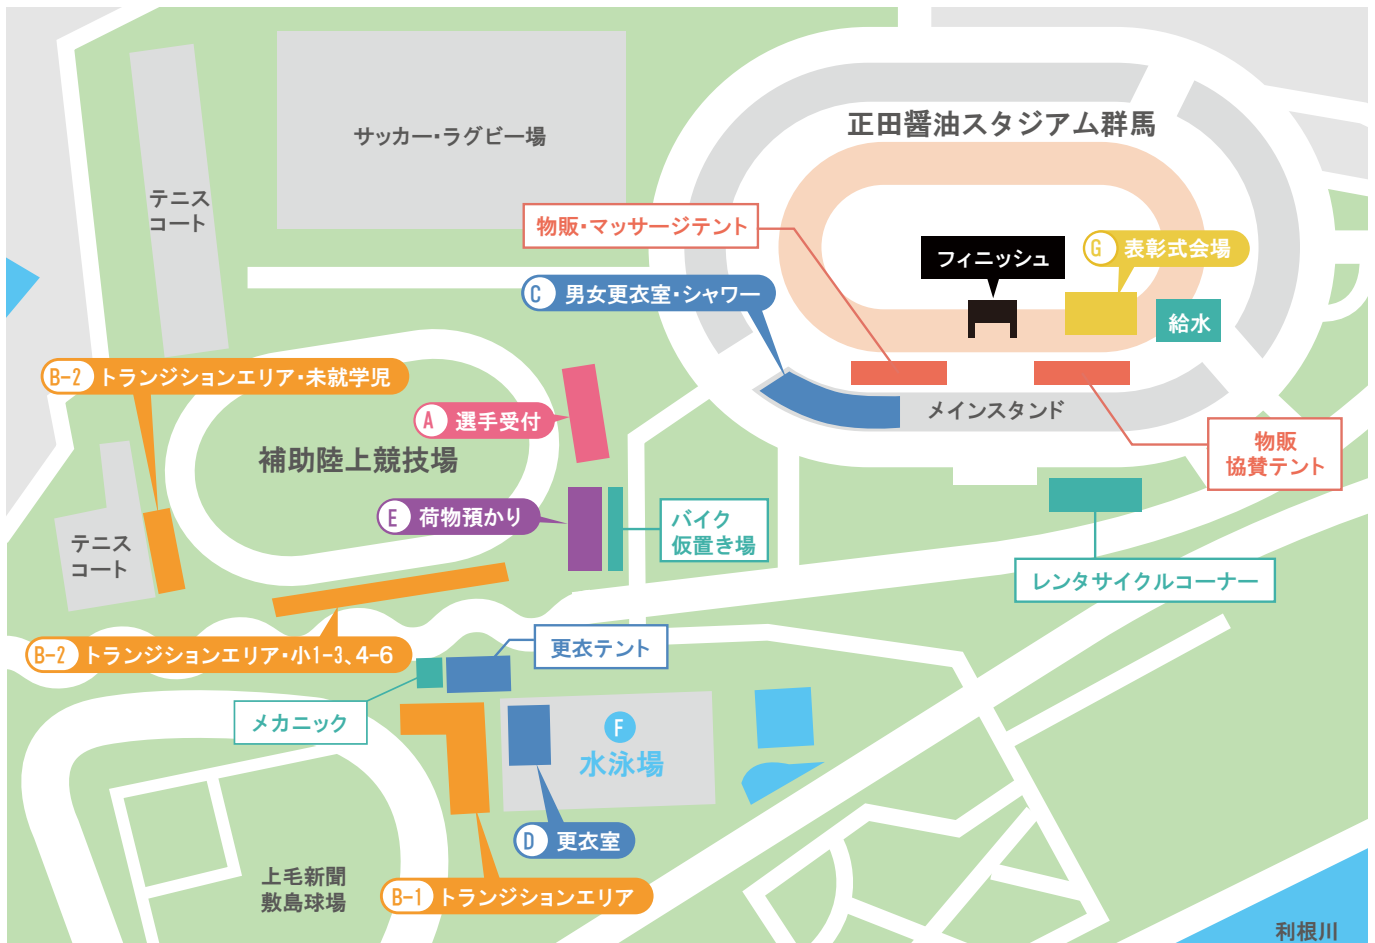 サッカー・ラグビー場
正田醤油スタジアム群馬
テニス
コート
物販・マッサージテント
フィニッシュ
G 表彰式会場
C 男女更衣室・シャワー
給水
B-2 トランジションエリア・未就学児
A 選手受付
メインスタンド
補助陸上競技場
物販
協賛テント
E 荷物預かり
バイク
仮置き場
テニス
コート
レンタサイクルコーナー
B-2 トランジションエリア・小1-3、4-6
更衣テント
メカニック
F
水泳場
D 更衣室
上毛新聞
敷島球場
B-1 トランジションエリア
利根川